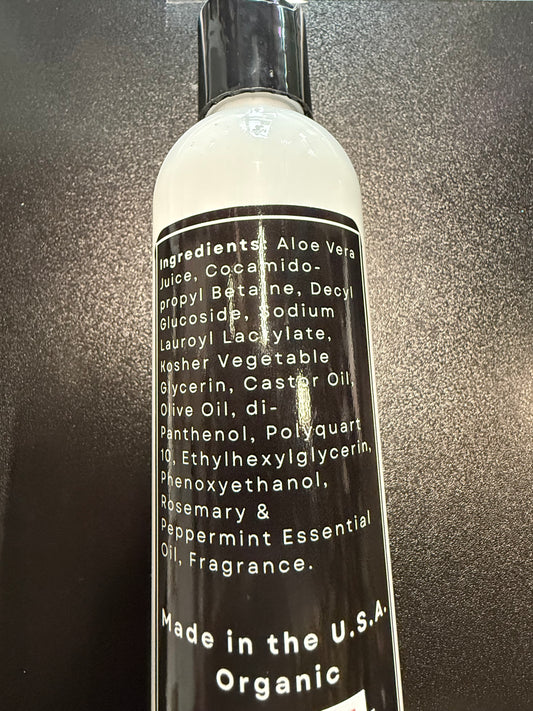 Ingredients: Aloe Vera
Juice, Cocamido-
propyl Betaine, Decyl
Glucoside, Sodium
Lauroyl Lactylate,
Kosher Vegetable
Glycerin, Castor Oil,
Olive Oil, di-
Panthenol, Polyquart
10, Ethylhexylglycerin,
Phenoxyethanol,
Rosemary &
Peppermint Essential
Oil, Fragrance.
Made in the U.S.A.
Organic